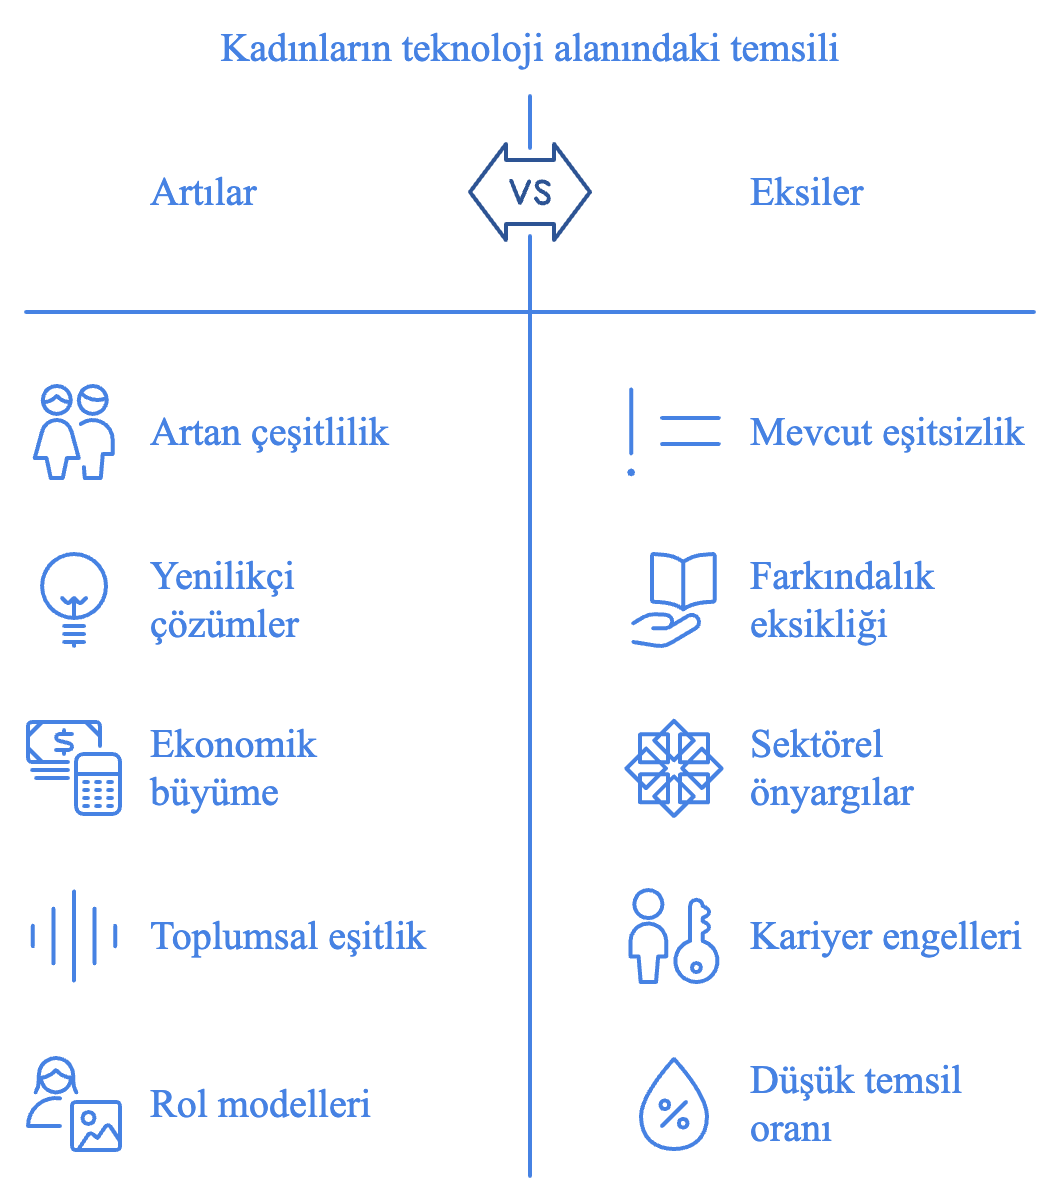 Kadınların teknoloji alanındaki temsili
Artılar
VS
Eksiler
Artan çeşitlilik
Mevcut eşitsizlik
Yenilikçi
çözümler
Farkındalık
eksikliği
$
Ekonomik
büyüme
Sektörel
önyargılar
Toplumsal eşitlik
Kariyer engelleri
Rol modelleri
%
Düşük temsil
oranı